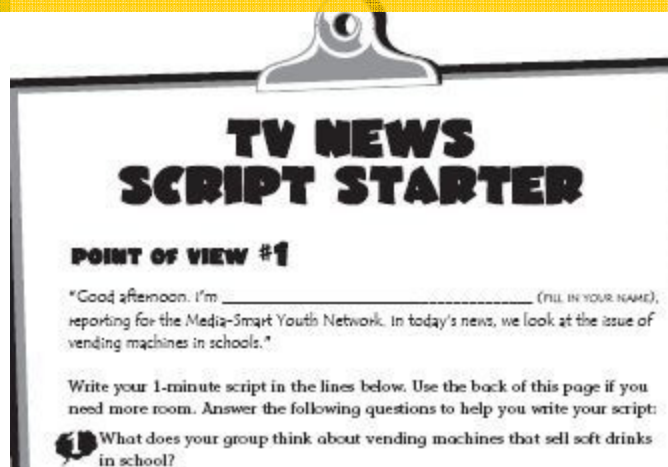 TV NEWS
SCRIPT STARTER
POINT OF VIEW #1
"Good afternoon. I'm ______________________________ (FILL IN YOUR NAME),
reporting for the Media-Smart Youth Network. In today's news, we look at the issue of
vending machines in schools."
Write your 1-minute script in the lines below. Use the back of this page if you
need more room. Answer the following questions to help you write your script:
1 What does your group think about vending machines that sell soft drinks
in school?